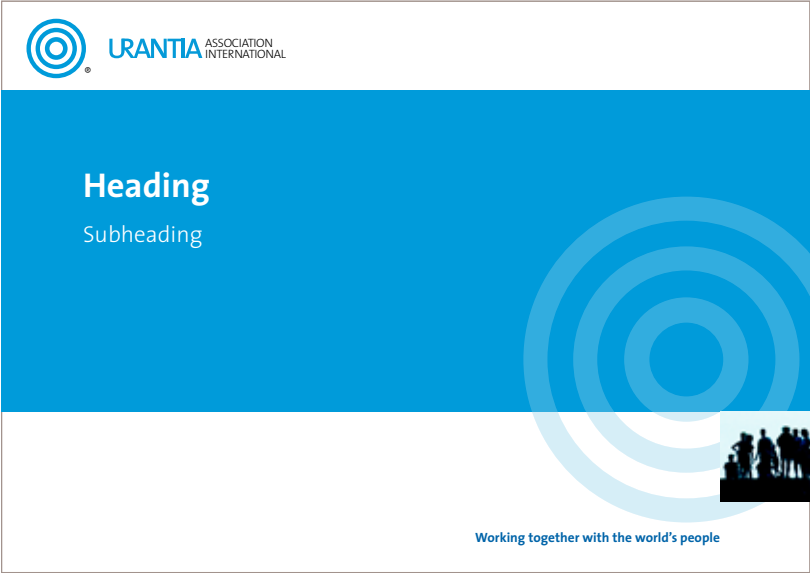 URANTIA ASSOCIATION
INTERNATIONAL
®
Heading
Subheading
Working together with the world's people